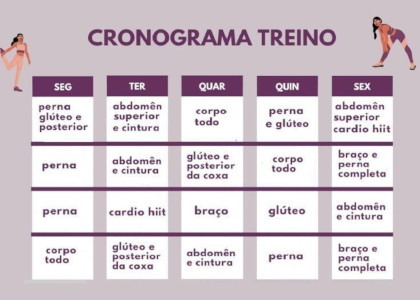 CRONOGRAMA TREINO
SEG TER QUAR QUIN SEX
perna
glúteo e
posterior
abdomên
superior
e cintura
corpo
todo
perna
e glúteo
abdomên
superior
cardio hiit
perna
abdomên
e cintura
glúteo e
posterior
da coxa
corpo
todo
braço e
perna
completa
perna
cardio hiit
braço
glúteo
abdomên
e cintura
corpo
todo
glúteo e
posterior
da coxa
abdomên
e cintura
perna
braço e
perna
completa